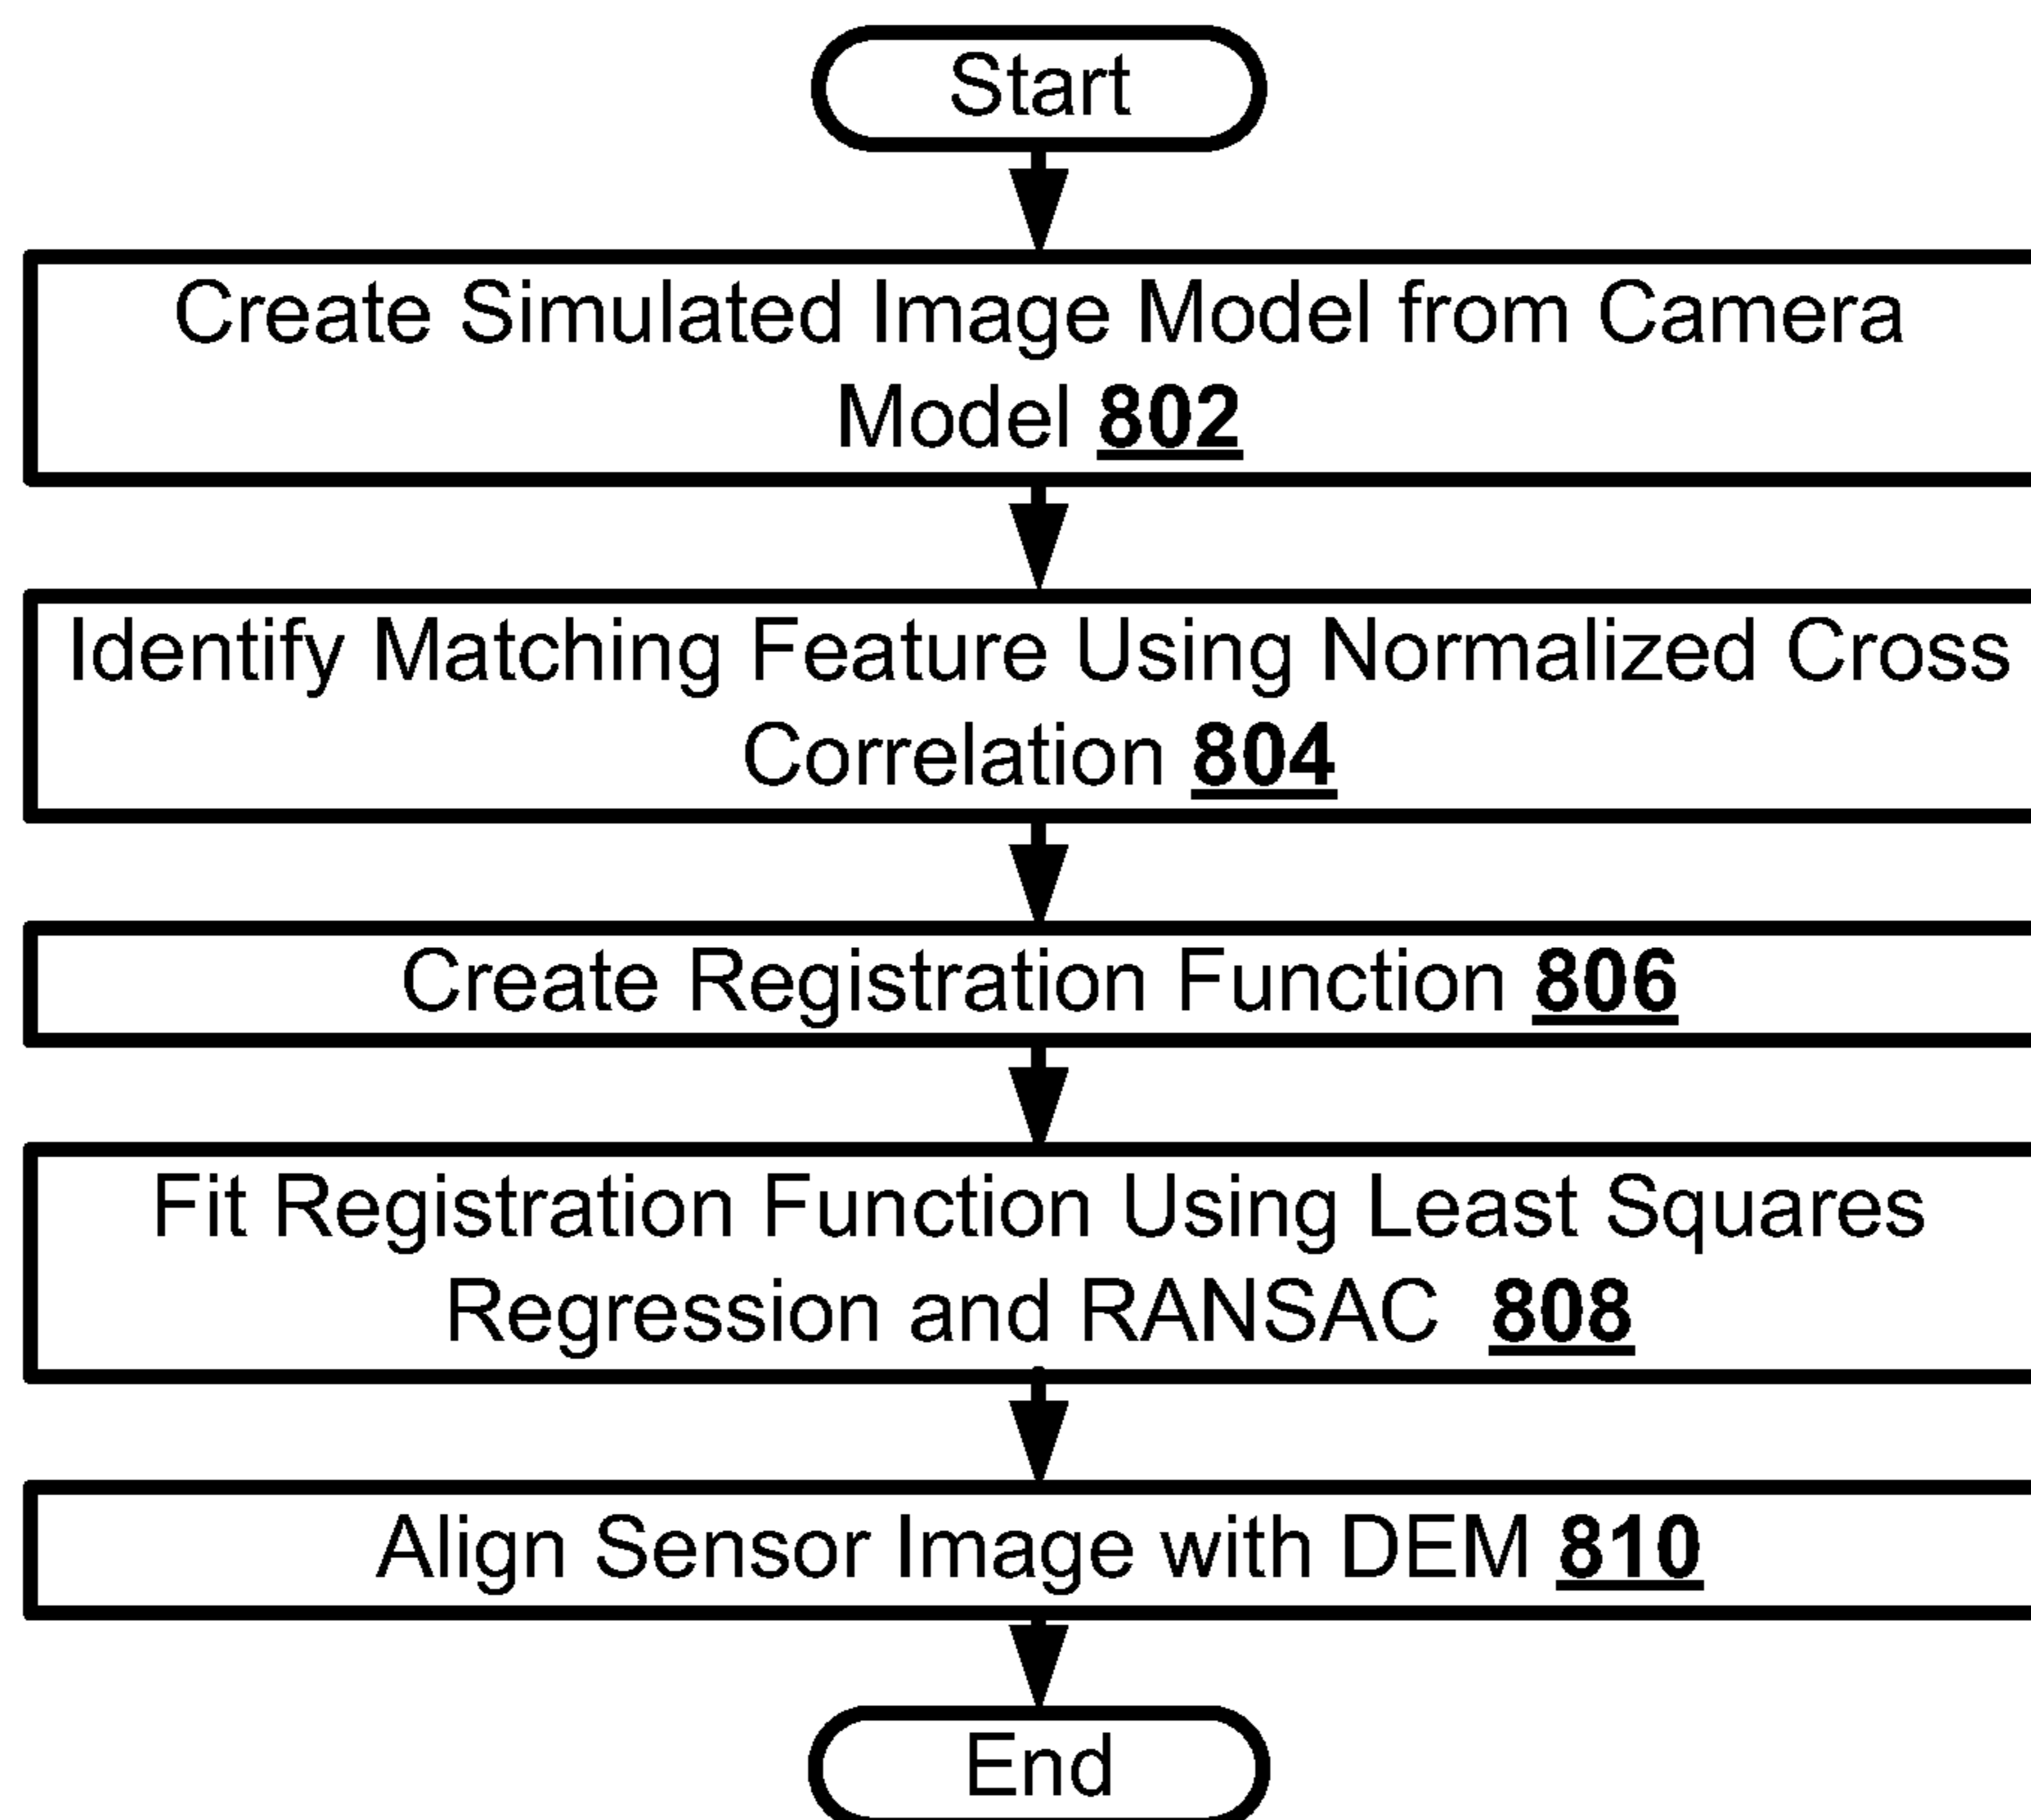 Start
Create Simulated Image Model from Camera
Model 802
Identify Matching Feature Using Normalized Cross
Correlation 804
Create Registration Function 806
Fit Registration Function Using Least Squares
Regression and RANSAC 808
Align Sensor Image with DEM 810
End